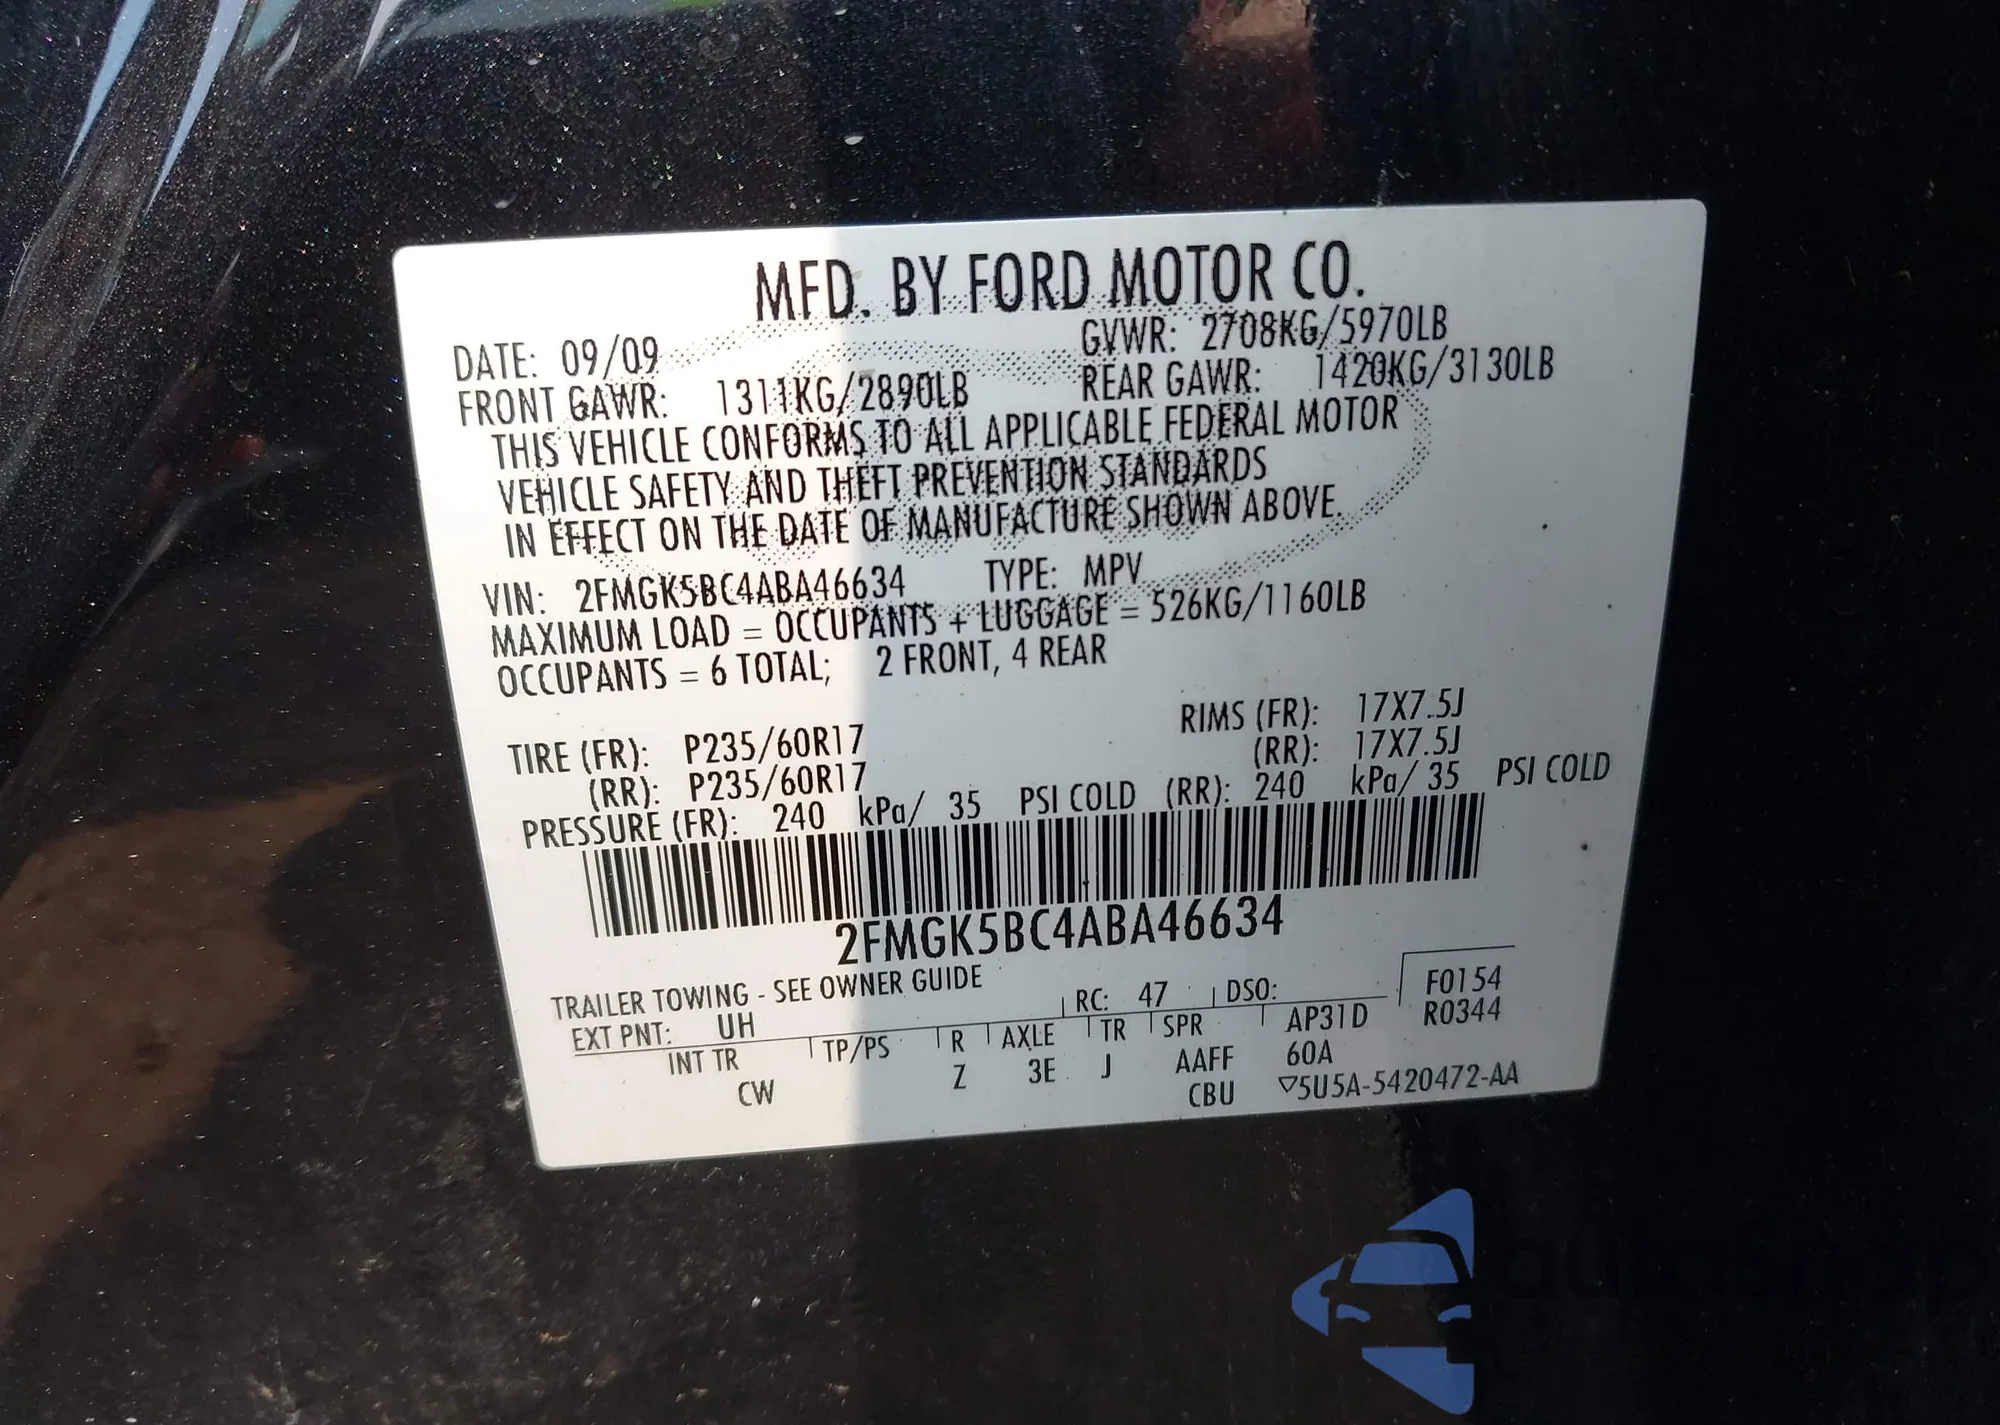 MFD. BY FORD MOTOR CO.
DATE: 09/09 GVWR: 2708KG/5970LB
FRONT GAWR: 1311KG/2890LB REAR GAWR: 1420KG/3130LB
THIS VEHICLE CONFORMS TO ALL APPLICABLE FEDERAL MOTOR
VEHICLE SAFETY AND THEFT PREVENTION STANDARDS
IN EFFECT ON THE DATE OF MANUFACTURE SHOWN ABOVE.
VIN: 2FMGK5BC4ABA46634 TYPE: MPV
MAXIMUM LOAD = OCCUPANTS + LUGGAGE = 526KG/1160LB
OCCUPANTS = 6 TOTAL; 2 FRONT, 4 REAR
TIRE (FR): P235/60R17 RIMS (FR): 17X7.5J
(RR): P235/60R17 (RR): 17X7.5J
PRESSURE (FR): 240 kPa/ 35 PSI COLD (RR): 240 kPa/ 35 PSI COLD
2FMGK5BC4ABA46634
TRAILER TOWING - SEE OWNER GUIDE
EXT PNT: UH RC: 47 DSO: F0154
INT TR TP/PS R AXLE TR SPR AP31D R0344
CW Z 3E J AAFF 60A
CBU ▽5U5A-5420472-AA
AutoShop